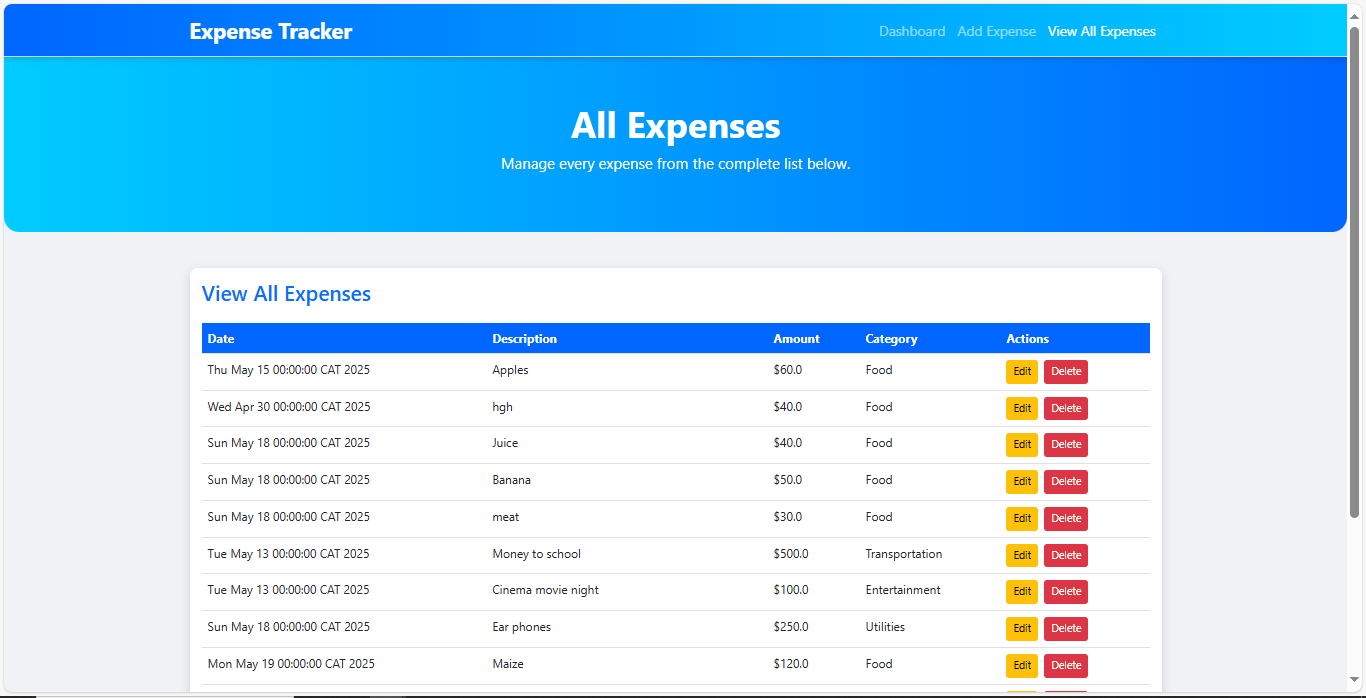 Expense Tracker Dashboard Add Expense View All Expenses
All Expenses
Manage every expense from the complete list below.
View All Expenses
Date Description Amount Category Actions
Thu May 15 00:00:00 CAT 2025 Apples $60.0 Food Edit Delete
Wed Apr 30 00:00:00 CAT 2025 hgh $40.0 Food Edit Delete
Sun May 18 00:00:00 CAT 2025 Juice $40.0 Food Edit Delete
Sun May 18 00:00:00 CAT 2025 Banana $50.0 Food Edit Delete
Sun May 18 00:00:00 CAT 2025 meat $30.0 Food Edit Delete
Tue May 13 00:00:00 CAT 2025 Money to school $500.0 Transportation Edit Delete
Tue May 13 00:00:00 CAT 2025 Cinema movie night $100.0 Entertainment Edit Delete
Sun May 18 00:00:00 CAT 2025 Ear phones $250.0 Utilities Edit Delete
Mon May 19 00:00:00 CAT 2025 Maize $120.0 Food Edit Delete